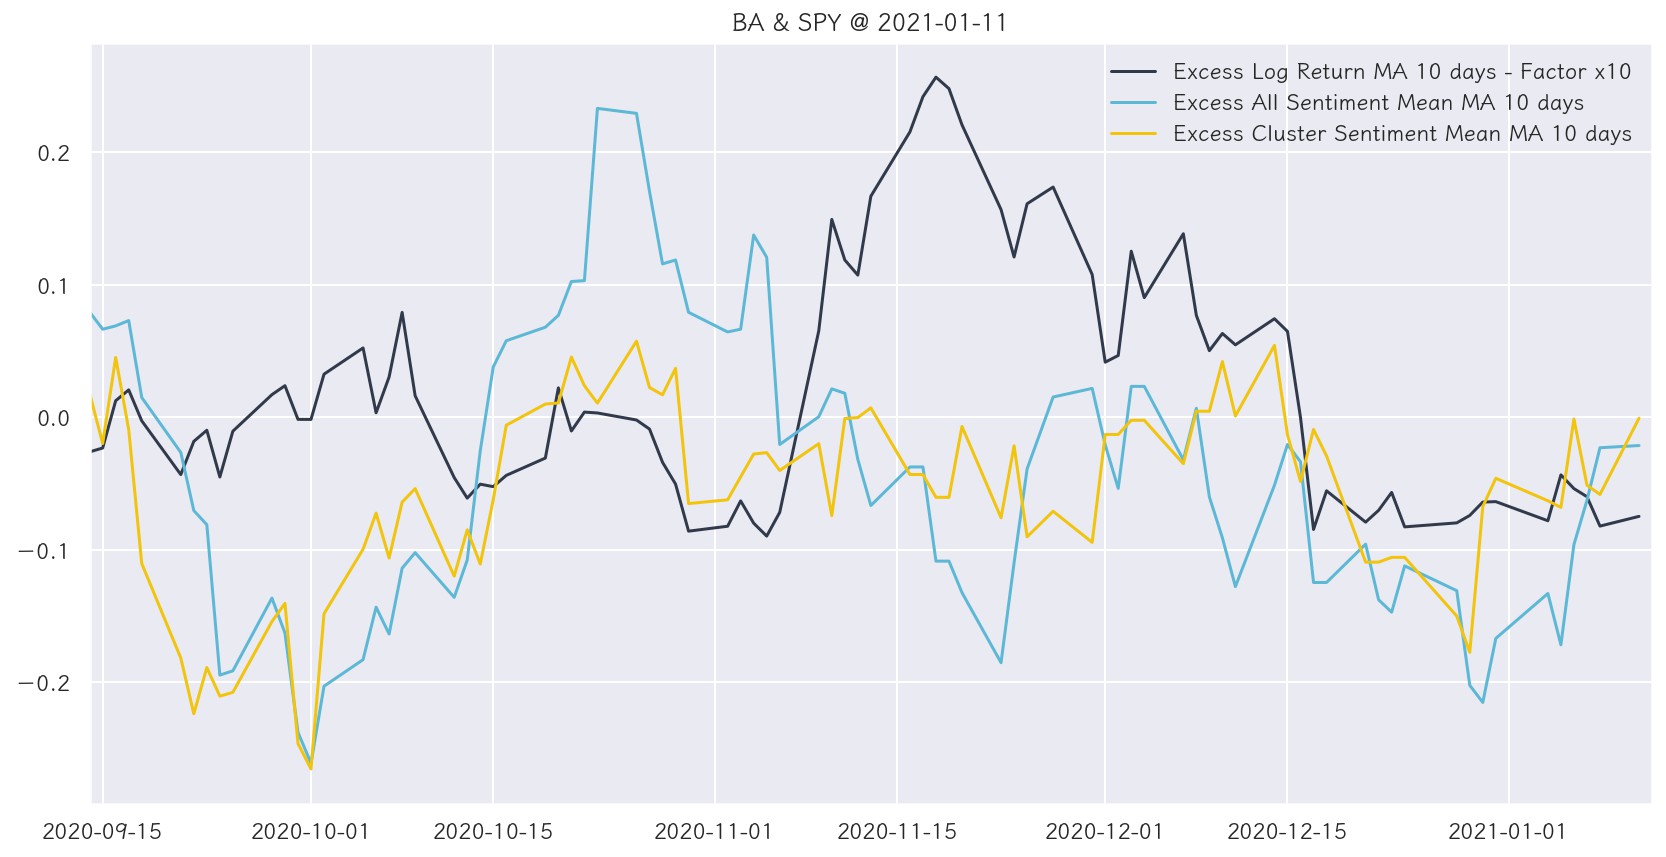 BA & SPY @ 2021-01-11
Excess Log Return MA 10 days - Factor x10
Excess All Sentiment Mean MA 10 days
Excess Cluster Sentiment Mean MA 10 days
0.2
0.1
0.0
−0.1
−0.2
2020-09-15 2020-10-01 2020-10-15 2020-11-01 2020-11-15 2020-12-01 2020-12-15 2021-01-01